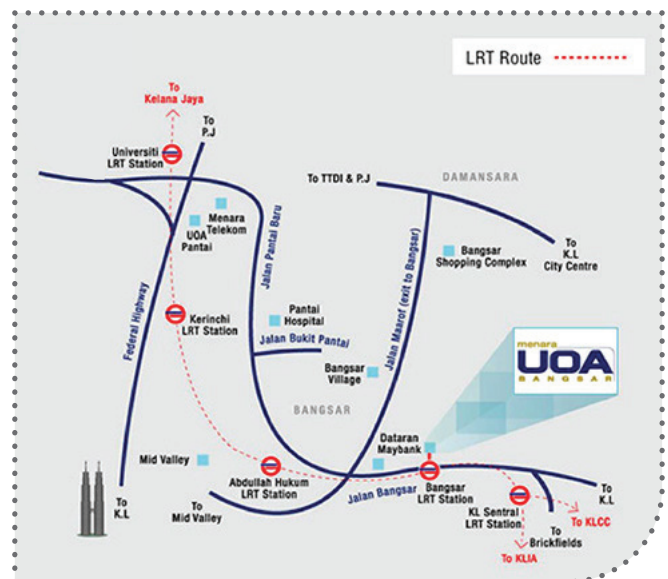 LRT Route
To
Kelana Jaya
To
P.J
Universiti
LRT Station
To TTDI & P.J
DAMANSARA
Menara
Telekom
UOA
Pantai
Jalan Pantai Baru
Jalan Maarof (exit to Bangsar)
Bangsar
Shopping Complex
To
K.L
City Centre
Federal Highway
Kerinchi
LRT Station
Pantai
Hospital
Jalan Bukit Pantai
Bangsar
Village
menara
UOA
BANGSAR
BANGSAR
Dataran
Maybank
Mid Valley
Abdullah Hukum
LRT Station
Jalan Bangsar
Bangsar
LRT Station
KL Sentral
LRT Station
To
K.L
To
Mid Valley
To
K.L
To KLCC
To
Brickfields
To KLIA